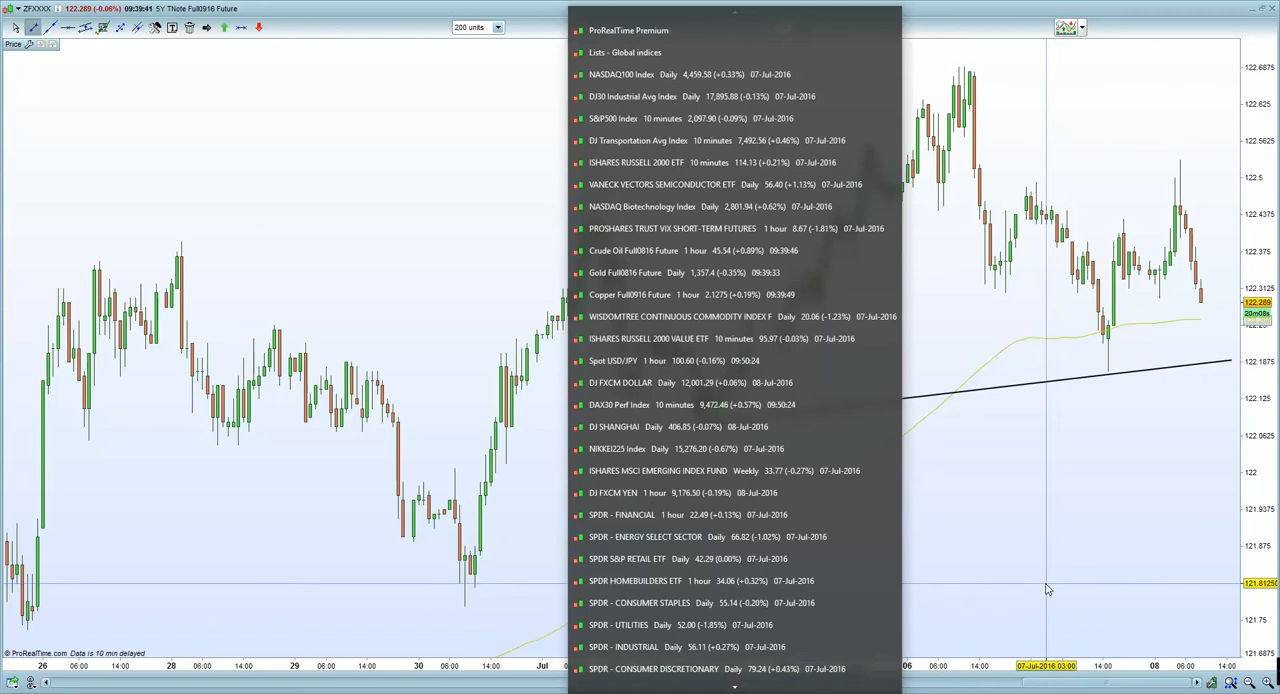 ZFXXXX 122.289 (-0.06%) 09:39:41 5Y TNote Full0916 Future
200 units
Price
ProRealTime Premium
Lists - Global indices
NASDAQ100 Index Daily 4,459.58 (+0.33%) 07-Jul-2016
DJ30 Industrial Avg Index Daily 17,895.88 (-0.13%) 07-Jul-2016
S&P500 Index 10 minutes 2,097.90 (-0.09%) 07-Jul-2016
DJ Transportation Avg Index 10 minutes 7,492.56 (+0.46%) 07-Jul-2016
ISHARES RUSSELL 2000 ETF 10 minutes 114.13 (+0.21%) 07-Jul-2016
VANECK VECTORS SEMICONDUCTOR ETF Daily 56.40 (+1.13%) 07-Jul-2016
NASDAQ Biotechnology Index Daily 2,801.94 (+0.62%) 07-Jul-2016
PROSHARES TRUST VIX SHORT-TERM FUTURES 1 hour 8.67 (-1.81%) 07-Jul-2016
Crude Oil Full0816 Future 1 hour 45.54 (+0.89%) 09:39:46
Gold Full0816 Future Daily 1,357.4 (-0.35%) 09:39:33
Copper Full0916 Future 1 hour 2.1275 (+0.19%) 09:39:49
WISDOMTREE CONTINUOUS COMMODITY INDEX F Daily 20.06 (-1.23%) 07-Jul-2016
ISHARES RUSSELL 2000 VALUE ETF 10 minutes 95.97 (-0.03%) 07-Jul-2016
Spot USD/JPY 1 hour 100.60 (-0.16%) 09:50:24
DJ FXCM DOLLAR Daily 12,001.29 (+0.06%) 08-Jul-2016
DAX30 Perf Index 10 minutes 9,472.46 (+0.57%) 09:50:24
DJ SHANGHAI Daily 406.85 (-0.07%) 08-Jul-2016
NIKKEI225 Index Daily 15,276.20 (-0.67%) 07-Jul-2016
ISHARES MSCI EMERGING INDEX FUND Weekly 33.77 (-0.27%) 07-Jul-2016
DJ FXCM YEN 1 hour 9,176.50 (-0.19%) 08-Jul-2016
SPDR - FINANCIAL 1 hour 22.49 (+0.13%) 07-Jul-2016
SPDR - ENERGY SELECT SECTOR Daily 66.82 (-1.02%) 07-Jul-2016
SPDR S&P RETAIL ETF Daily 42.29 (0.00%) 07-Jul-2016
SPDR HOMEBUILDERS ETF 1 hour 34.06 (+0.32%) 07-Jul-2016
SPDR - CONSUMER STAPLES Daily 55.14 (-0.20%) 07-Jul-2016
SPDR - UTILITIES Daily 52.00 (-1.85%) 07-Jul-2016
SPDR - INDUSTRIAL Daily 56.11 (+0.27%) 07-Jul-2016
SPDR - CONSUMER DISCRETIONARY Daily 79.24 (+0.43%) 07-Jul-2016
122.6875
122.625
122.5625
122.5
122.4375
122.375
122.3125
122.289
20m08s
122.1875
122.125
122.0625
122
121.9375
121.875
121.81250
121.75
121.6875
© ProRealTime.com Data is 10 min delayed
26 06:00 14:00 28 06:00 14:00 29 06:00 14:00 30 06:00 14:00 Jul 06 06:00 14:00 07-Jul-2016 03:00 14:00 08 06:00 14:00